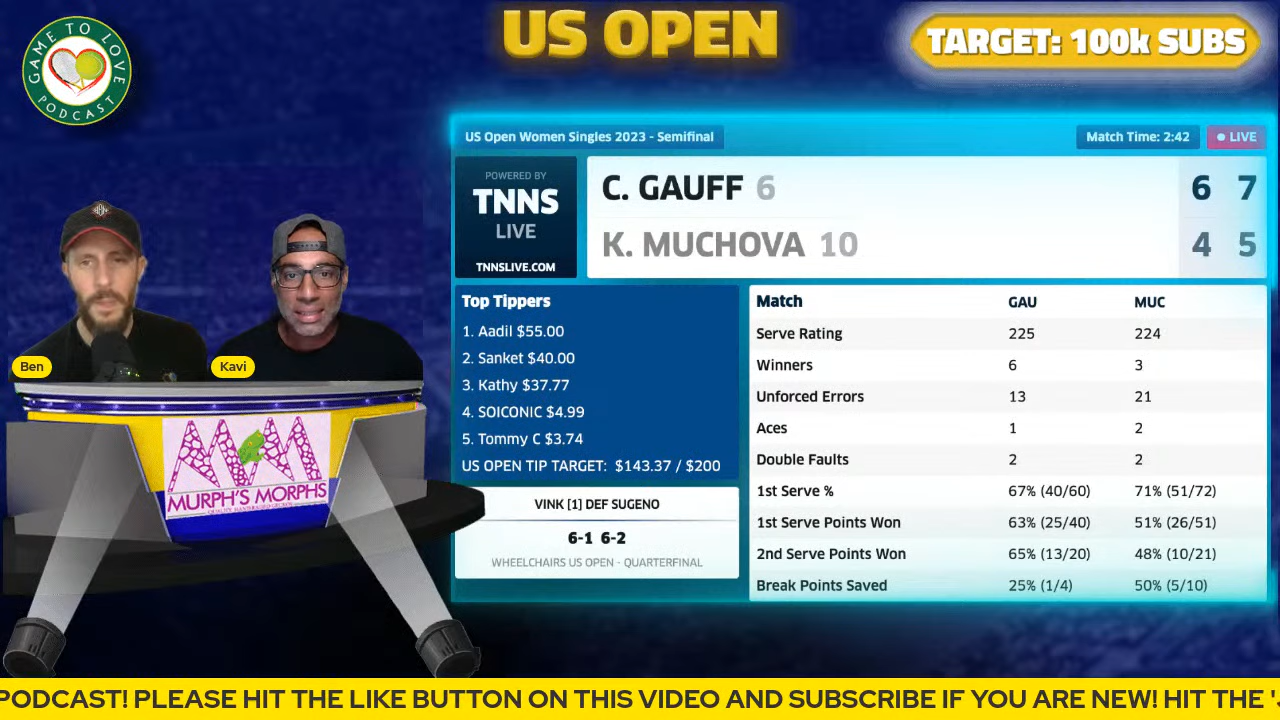 GAME TO LOVE
PODCAST
US OPEN
TARGET: 100k SUBS
US Open Women Singles 2023 - Semifinal
Match Time: 2:42
LIVE
POWERED BY
TNNS
LIVE
TNNSLIVE.COM
C. GAUFF 6 6 7
K. MUCHOVA 10 4 5
Top Tippers
1. Aadil $55.00
2. Sanket $40.00
3. Kathy $37.77
4. SOICONIC $4.99
5. Tommy C $3.74
US OPEN TIP TARGET: $143.37 / $200
VINK [1] DEF SUGENO
6-1 6-2
WHEELCHAIRS US OPEN - QUARTERFINAL
Match GAU MUC
Serve Rating 225 224
Winners 6 3
Unforced Errors 13 21
Aces 1 2
Double Faults 2 2
1st Serve % 67% (40/60) 71% (51/72)
1st Serve Points Won 63% (25/40) 51% (26/51)
2nd Serve Points Won 65% (13/20) 48% (10/21)
Break Points Saved 25% (1/4) 50% (5/10)
Ben
Kavi
MM
MURPH'S MORPHS
PODCAST! PLEASE HIT THE LIKE BUTTON ON THIS VIDEO AND SUBSCRIBE IF YOU ARE NEW! HIT THE